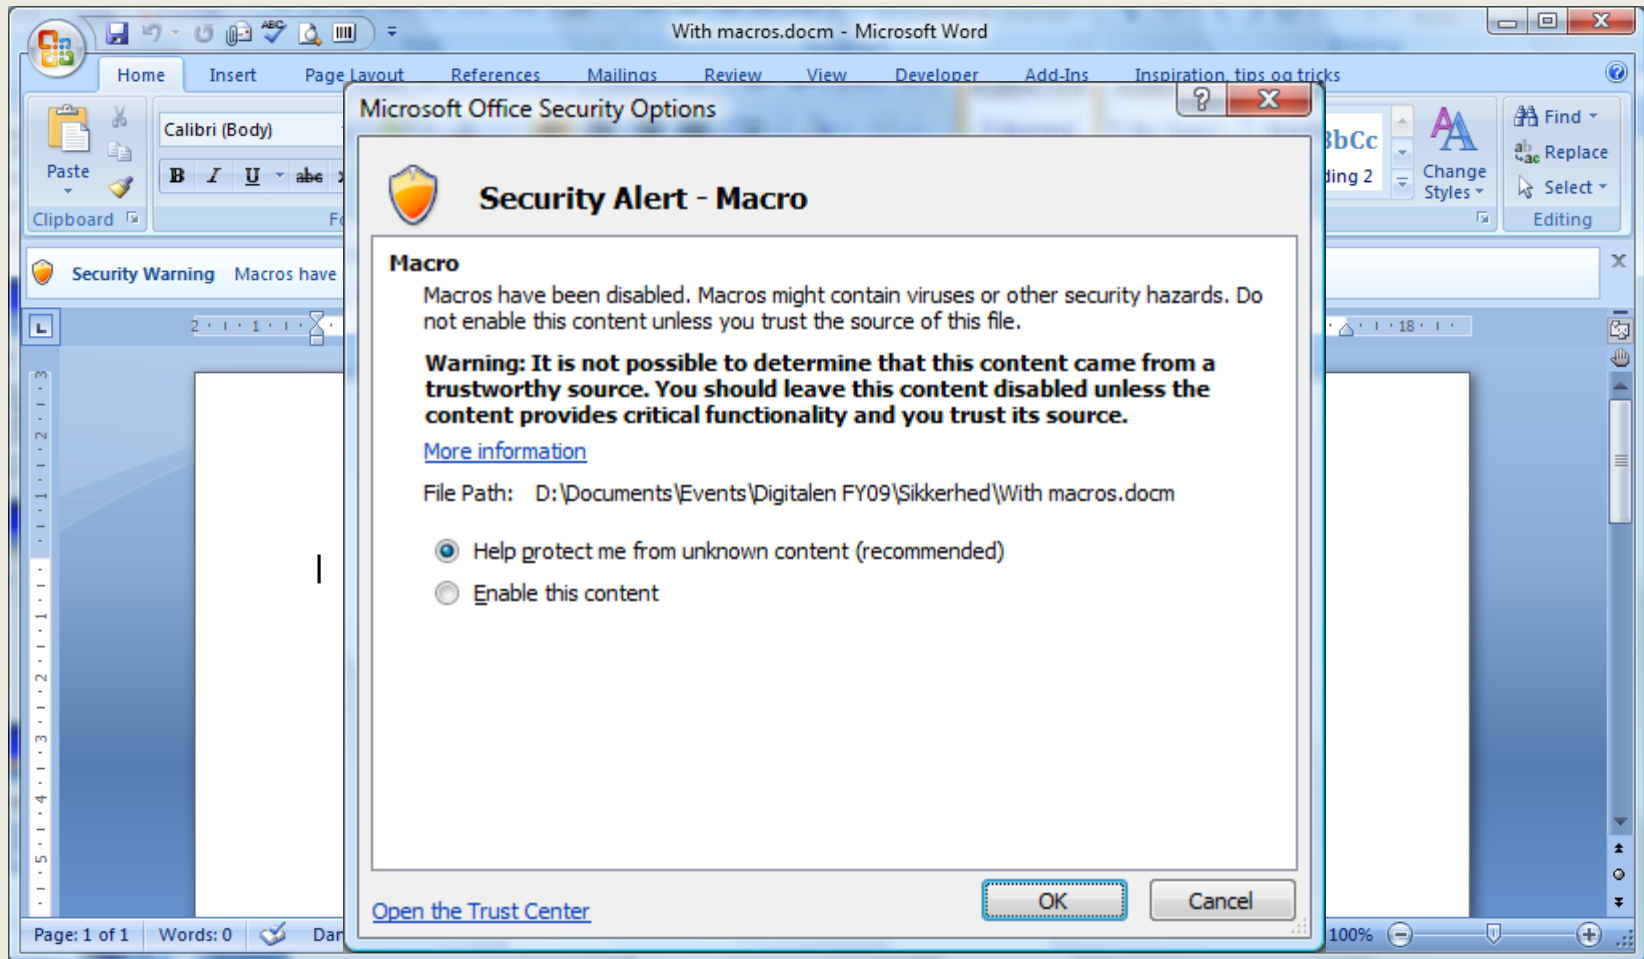 With macros.docm - Microsoft Word
Home Insert Page Layout References Mailings Review View Developer Add-Ins Inspiration, tips og tricks
Microsoft Office Security Options
Calibri (Body)
Paste
B I U abe
Clipboard
BbCc
ding 2
Change
Styles
Find
Replace
Select
Editing
Security Alert - Macro
Security Warning Macros have
Macro
Macros have been disabled. Macros might contain viruses or other security hazards. Do
not enable this content unless you trust the source of this file.
Warning: It is not possible to determine that this content came from a
trustworthy source. You should leave this content disabled unless the
content provides critical functionality and you trust its source.
More information
File Path: D:\Documents\Events\Digitalen FY09\Sikkerhed\With macros.docm
Help protect me from unknown content (recommended)
Enable this content
Open the Trust Center
OK Cancel
Page: 1 of 1 Words: 0 Dan
100%